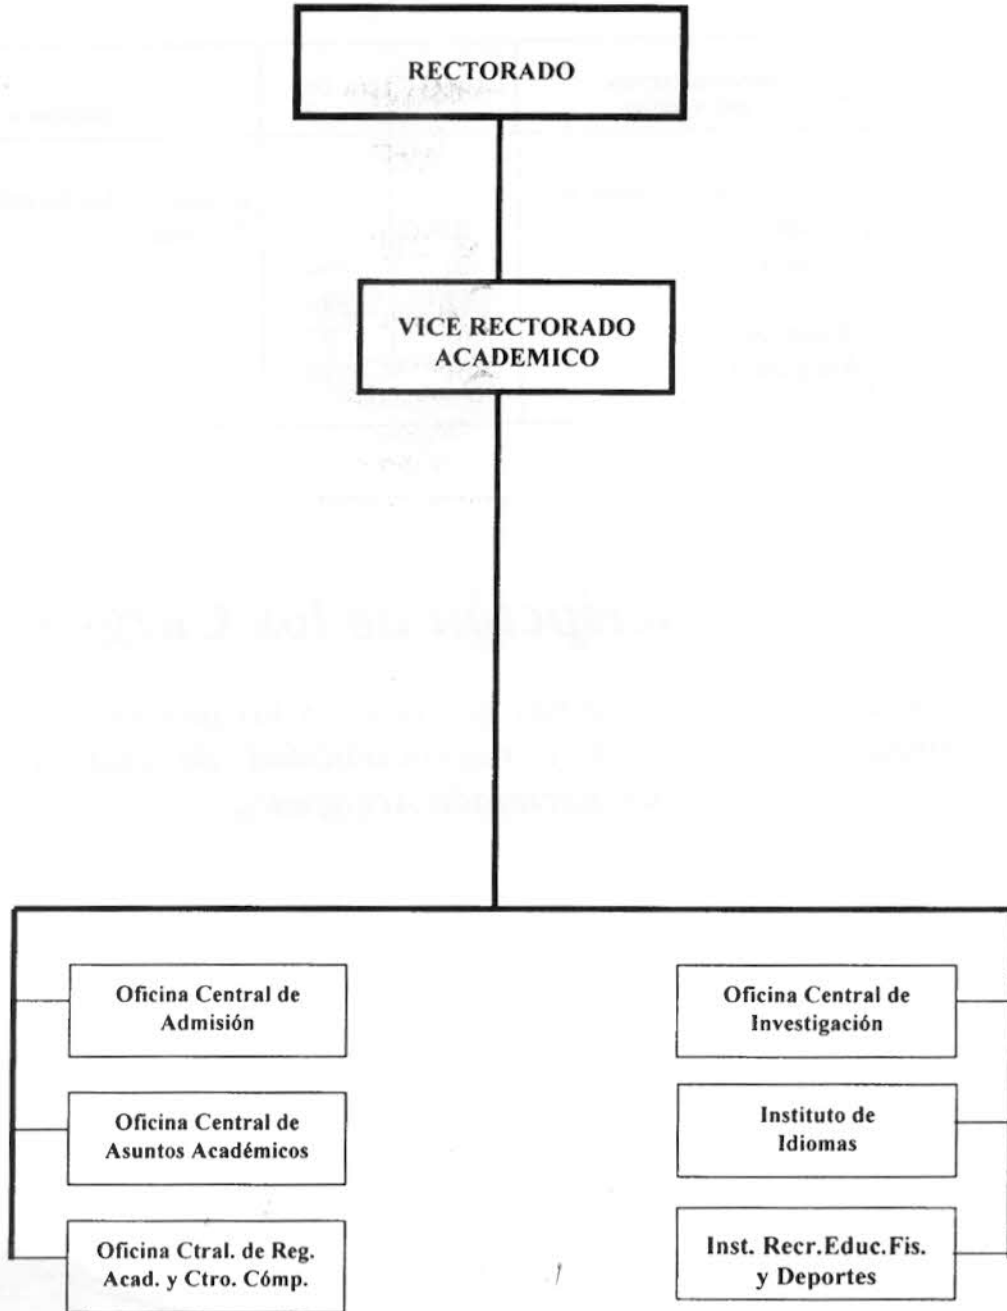 RECTORADO
VICE RECTORADO
ACADEMICO
Oficina Central de
Admisión
Oficina Central de
Asuntos Académicos
Oficina Ctral. de Reg.
Acad. y Ctro. Cómp.
Oficina Central de
Investigación
Instituto de
Idiomas
Inst. Recr.Educ.Fis.
y Deportes